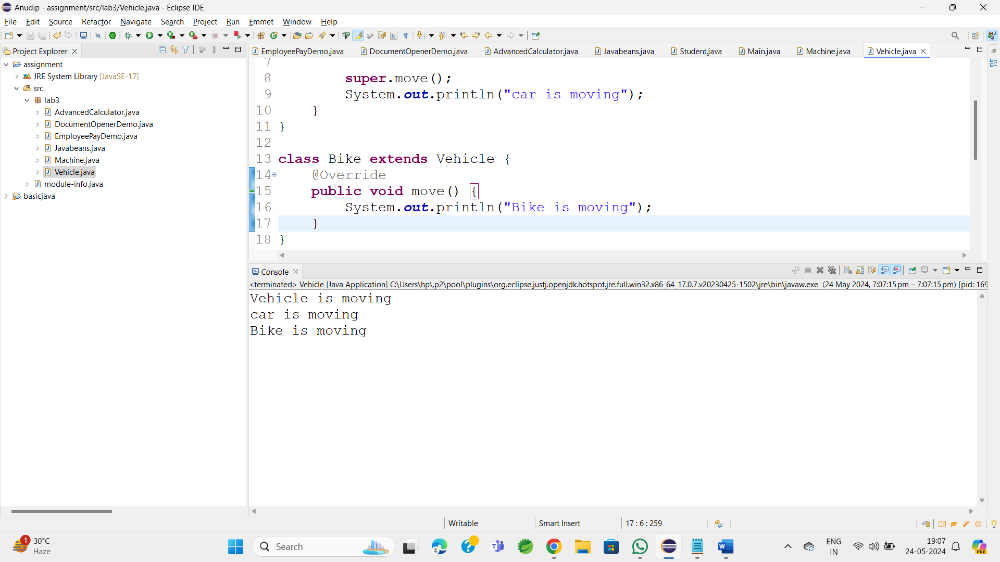 Anudip - assignment/src/lab3/Vehicle.java - Eclipse IDE
File Edit Source Refactor Navigate Search Project Run Emmet Window Help
Project Explorer
assignment
JRE System Library [JavaSE-17]
src
lab3
AdvancedCalculator.java
DocumentOpenerDemo.java
EmployeePayDemo.java
Javabeans.java
Machine.java
Vehicle.java
module-info.java
basicjava
EmployeePayDemo.java DocumentOpenerDemo.java AdvancedCalculator.java Javabeans.java Student.java Main.java Machine.java Vehicle.java
7
8 super.move();
9 System.out.println("car is moving");
10 }
11 }
12
13 class Bike extends Vehicle {
14 @Override
15 public void move() {
16 System.out.println("Bike is moving");
17 }
18 }
Console
<terminated> Vehicle [Java Application] C:\Users\hp\.p2\pool\plugins\org.eclipse.justj.openjdk.hotspot.jre.full.win32.x86_64_17.0.7.v20230425-1502\jre\bin\javaw.exe (24 May 2024, 7:07:15 pm – 7:07:15 pm) [pid: 169
Vehicle is moving
car is moving
Bike is moving
Writable Smart Insert 17 : 6 : 259
1
30°C
Haze
Search
ENG
IN
19:07
24-05-2024
PRE